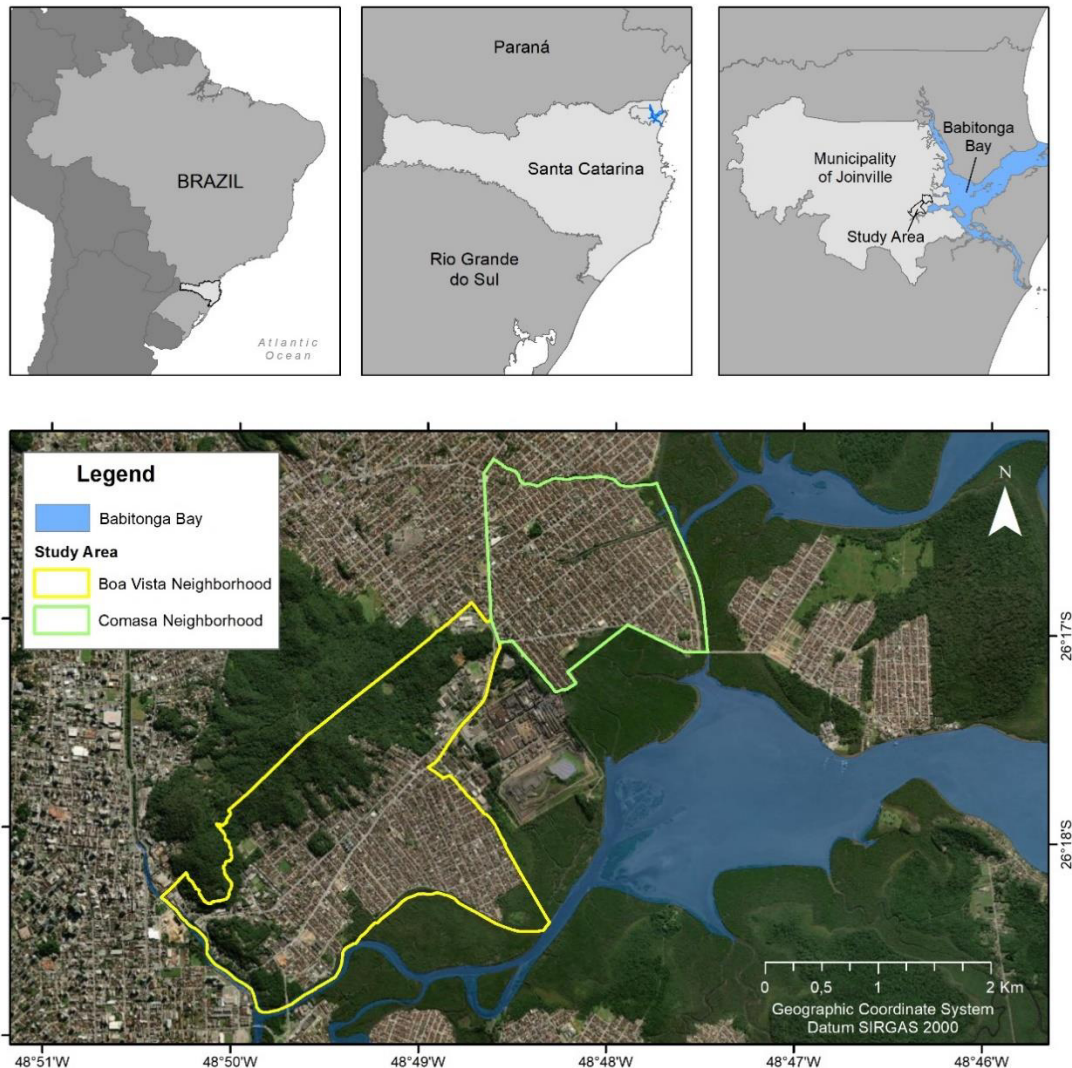 BRAZIL
Atlantic
Ocean
Paraná
Santa Catarina
Rio Grande
do Sul
Municipality
of Joinville
Babitonga
Bay
Study Area
Legend
Babitonga Bay
Study Area
Boa Vista Neighborhood
Comasa Neighborhood
N
26°17'S
26°18'S
0 0,5 1 2 Km
Geographic Coordinate System
Datum SIRGAS 2000
48°51'W 48°50'W 48°49'W 48°48'W 48°47'W 48°46'W